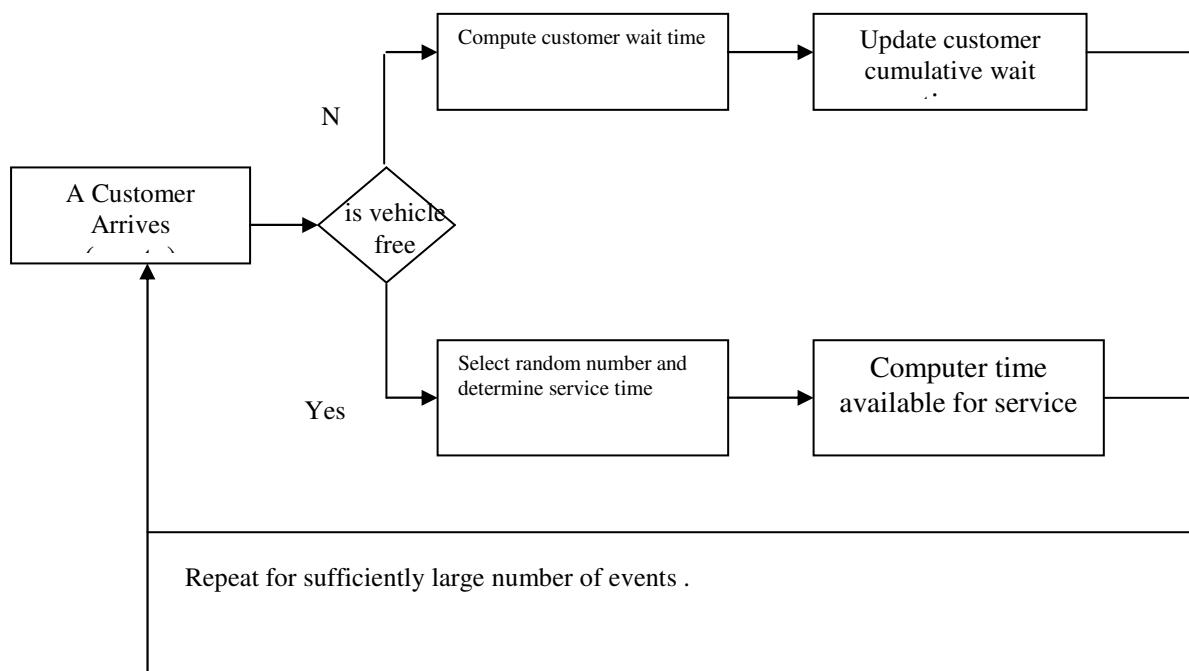 Compute customer wait time
Update customer
cumulative wait
N
A Customer
Arrives
is vehicle
free
Yes
Select random number and
determine service time
Computer time
available for service
Repeat for sufficiently large number of events .